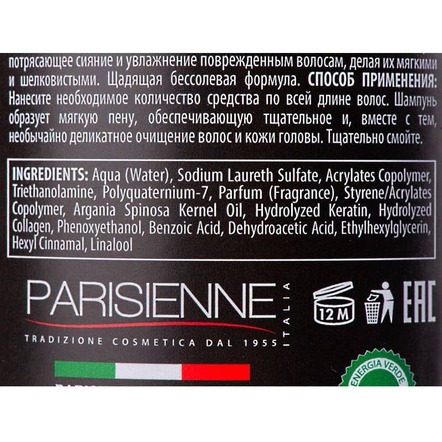 потрясающее сияние и увлажнение поврежденным волосам, делая их мягкими
и шелковистыми. Щадящая бессолевая формула. СПОСОБ ПРИМЕНЕНИЯ:
Нанесите необходимое количество средства по всей длине волос. Шампунь
образует мягкую пену, обеспечивающую тщательное и, вместе с тем,
необычайно деликатное очищение волос и кожи головы. Тщательно смойте.
INGREDIENTS: Aqua (Water), Sodium Laureth Sulfate, Acrylates Copolymer,
Triethanolamine, Polyquaternium-7, Parfum (Fragrance), Styrene/Acrylates
Copolymer, Argania Spinosa Kernel Oil, Hydrolyzed Keratin, Hydrolyzed
Collagen, Phenoxyethanol, Benzoic Acid, Dehydroacetic Acid, Ethylhexylglycerin,
Hexyl Cinnamal, Linalool
PARISIENNE
ITALIA
TRADIZIONE COSMETICA DAL 1955
12 M
EAC
ENERGIA VERDE